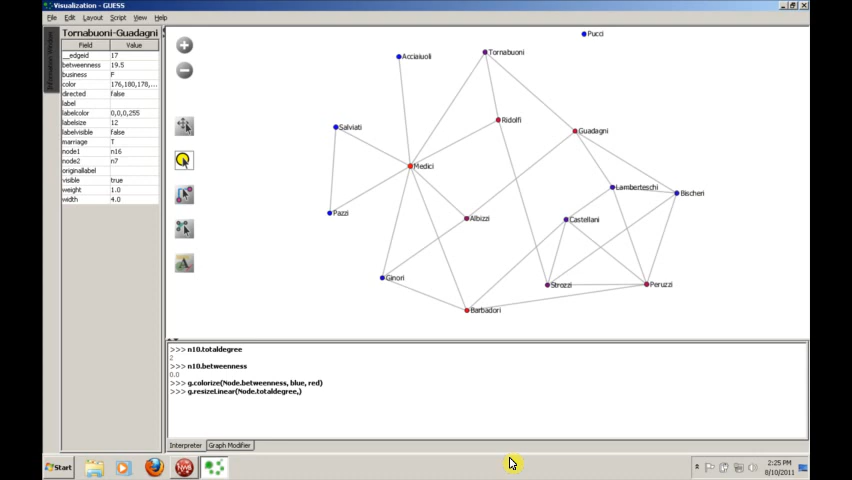 Visualization - GUESS
File Edit Layout Script View Help
Information Window
Tornabuoni-Guadagni
Field Value
__edgeid 17
betweenness 19.5
business F
color 176,180,178,...
directed false
label
labelcolor 0,0,0,255
labelsize 12
labelvisible false
marriage T
node1 n16
node2 n7
originallabel
visible true
weight 1.0
width 4.0
Pucci
Acciaiuoli
Tornabuoni
Ridolfi
Salviati
Guadagni
Medici
Lamberteschi
Bischeri
Pazzi
Albizzi
Castellani
Ginori
Strozzi
Peruzzi
Barbadori
>>> n10.totaldegree
2
>>> n10.betweenness
0.0
>>> g.colorize(Node.betweenness, blue, red)
>>> g.resizeLinear(Node.totaldegree,)
Interpreter Graph Modifier
Start
2:25 PM
8/10/2011